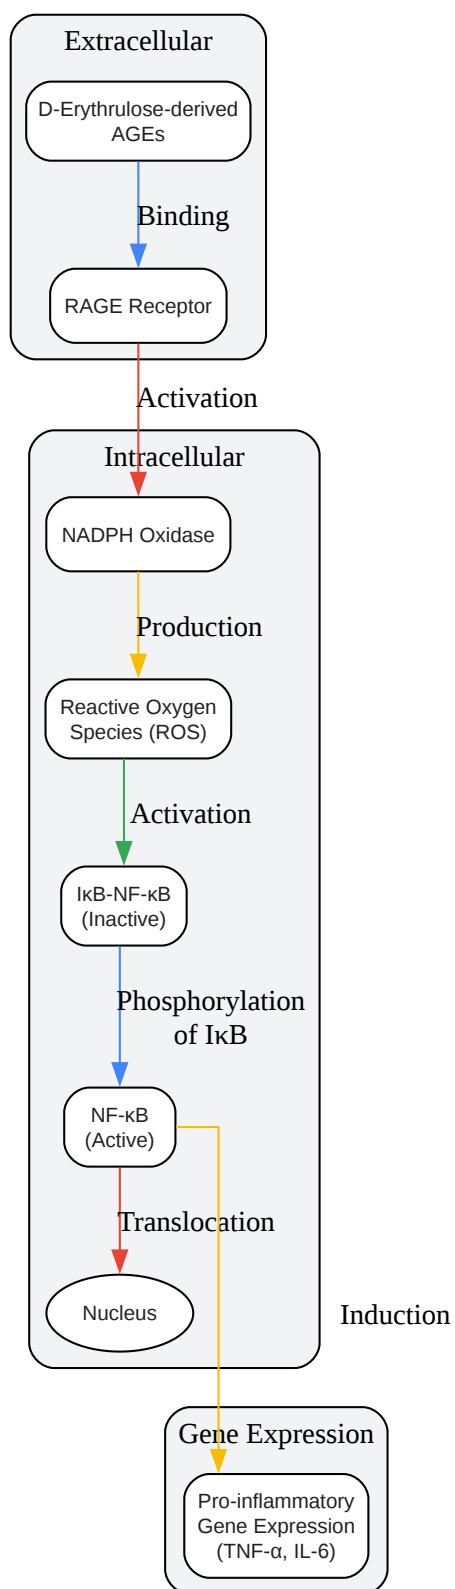 Extracellular
D-Erythrulose-derived
AGEs
Binding
RAGE Receptor
Activation
Intracellular
NADPH Oxidase
Production
Reactive Oxygen
Species (ROS)
Activation
IκB-NF-κB
(Inactive)
Phosphorylation
of IκB
NF-κB
(Active)
Translocation
Nucleus
Induction
Gene Expression
Pro-inflammatory
Gene Expression
(TNF-α, IL-6)